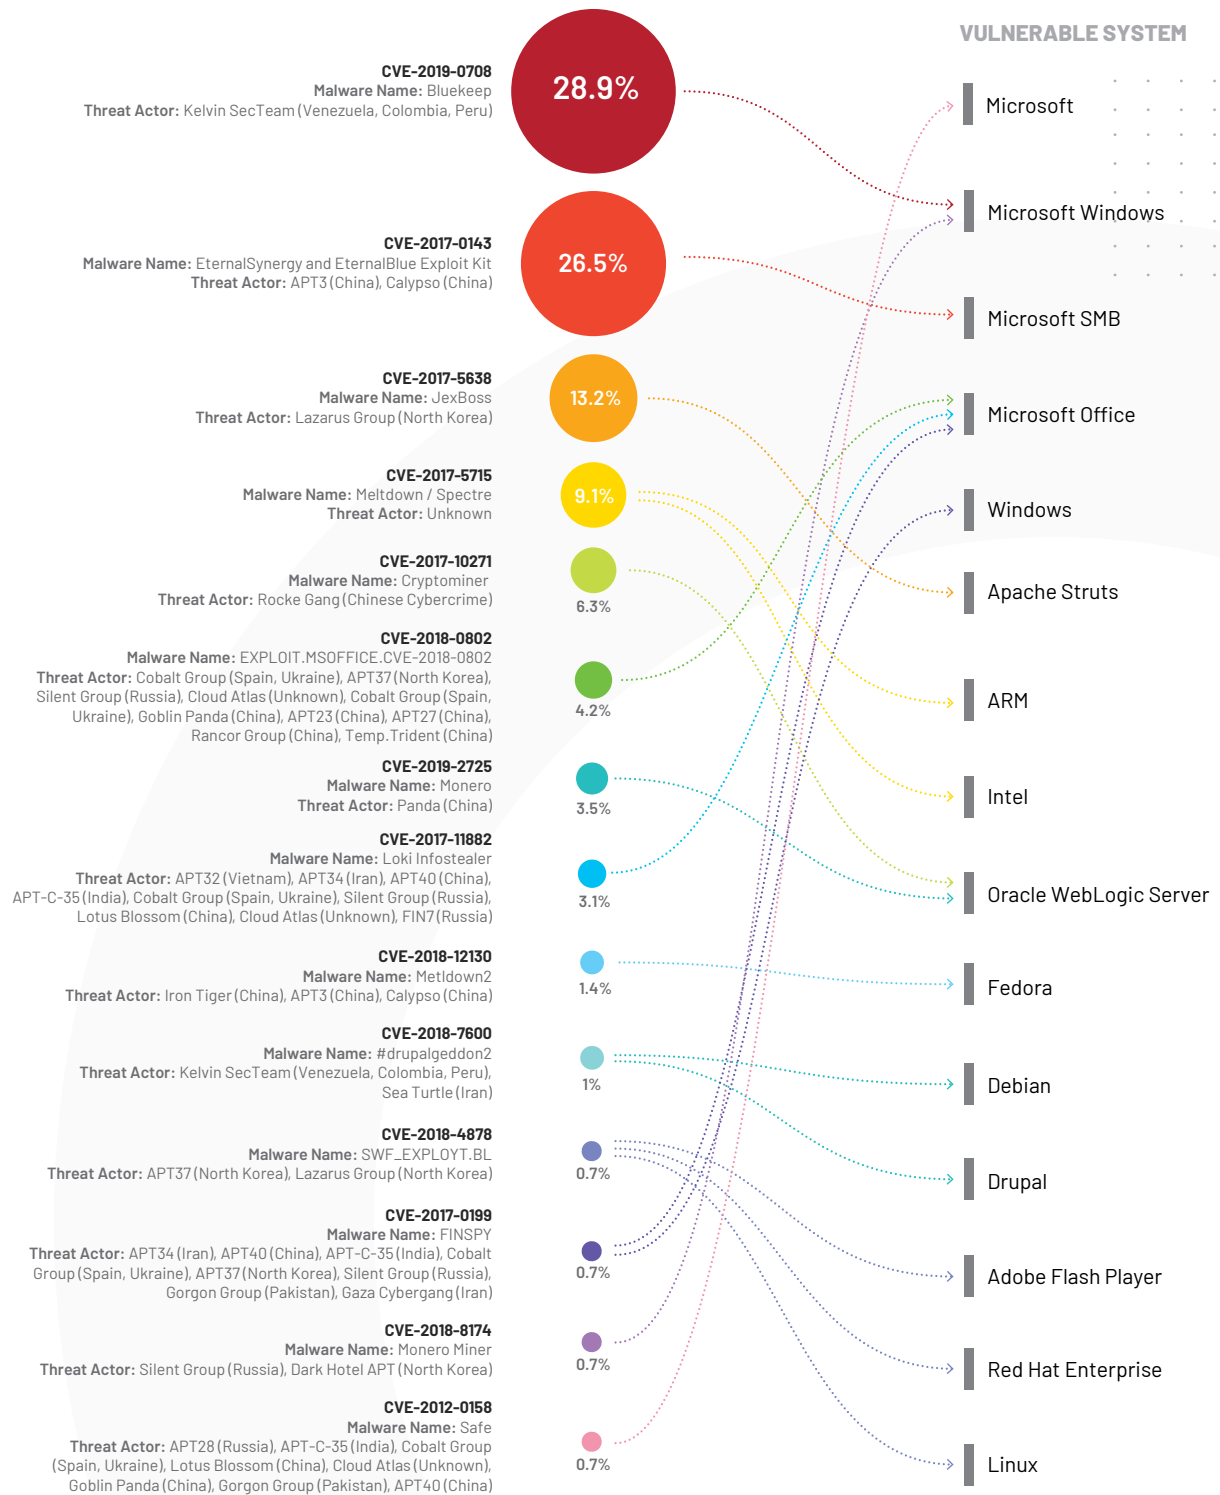 VULNERABLE SYSTEM
CVE-2019-0708
Malware Name: Bluekeep
Threat Actor: Kelvin SecTeam (Venezuela, Colombia, Peru)
28.9%
CVE-2017-0143
Malware Name: EternalSynergy and EternalBlue Exploit Kit
Threat Actor: APT3 (China), Calypso (China)
26.5%
CVE-2017-5638
Malware Name: JexBoss
Threat Actor: Lazarus Group (North Korea)
13.2%
CVE-2017-5715
Malware Name: Meltdown / Spectre
Threat Actor: Unknown
9.1%
CVE-2017-10271
Malware Name: Cryptominer
Threat Actor: Rocke Gang (Chinese Cybercrime)
6.3%
CVE-2018-0802
Malware Name: EXPLOIT.MSOFFICE.CVE-2018-0802
Threat Actor: Cobalt Group (Spain, Ukraine), APT37 (North Korea),
Silent Group (Russia), Cloud Atlas (Unknown), Cobalt Group (Spain,
Ukraine), Goblin Panda (China), APT23 (China), APT27 (China),
Rancor Group (China), Temp.Trident (China)
4.2%
CVE-2019-2725
Malware Name: Monero
Threat Actor: Panda (China)
3.5%
CVE-2017-11882
Malware Name: Loki Infostealer
Threat Actor: APT32 (Vietnam), APT34 (Iran), APT40 (China),
APT-C-35 (India), Cobalt Group (Spain, Ukraine), Silent Group (Russia),
Lotus Blossom (China), Cloud Atlas (Unknown), FIN7 (Russia)
3.1%
CVE-2018-12130
Malware Name: Metldown2
Threat Actor: Iron Tiger (China), APT3 (China), Calypso (China)
1.4%
CVE-2018-7600
Malware Name: #drupalgeddon2
Threat Actor: Kelvin SecTeam (Venezuela, Colombia, Peru),
Sea Turtle (Iran)
1%
CVE-2018-4878
Malware Name: SWF_EXPLOYT.BL
Threat Actor: APT37 (North Korea), Lazarus Group (North Korea)
0.7%
CVE-2017-0199
Malware Name: FINSPY
Threat Actor: APT34 (Iran), APT40 (China), APT-C-35 (India), Cobalt
Group (Spain, Ukraine), APT37 (North Korea), Silent Group (Russia),
Gorgon Group (Pakistan), Gaza Cybergang (Iran)
0.7%
CVE-2018-8174
Malware Name: Monero Miner
Threat Actor: Silent Group (Russia), Dark Hotel APT (North Korea)
0.7%
CVE-2012-0158
Malware Name: Safe
Threat Actor: APT28 (Russia), APT-C-35 (India), Cobalt Group
(Spain, Ukraine), Lotus Blossom (China), Cloud Atlas (Unknown),
Goblin Panda (China), Gorgon Group (Pakistan), APT40 (China)
0.7%
Microsoft
Microsoft Windows
Microsoft SMB
Microsoft Office
Windows
Apache Struts
ARM
Intel
Oracle WebLogic Server
Fedora
Debian
Drupal
Adobe Flash Player
Red Hat Enterprise
Linux